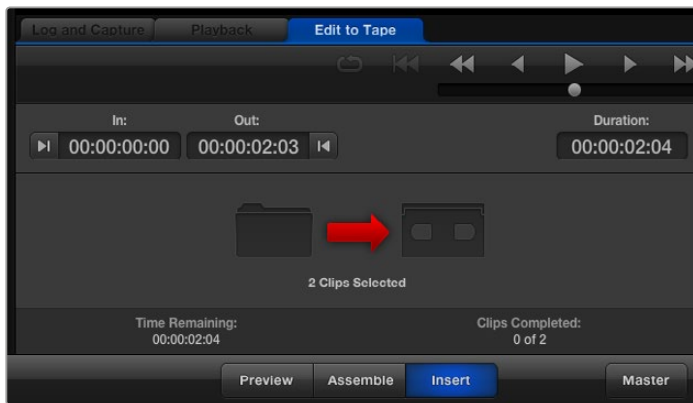 Log and Capture Playback Edit to Tape
In: Out: Duration:
00:00:00:00 00:00:02:03 00:00:02:04
2 Clips Selected
Time Remaining: Clips Completed:
00:00:02:04 0 of 2
Preview Assemble Insert Master